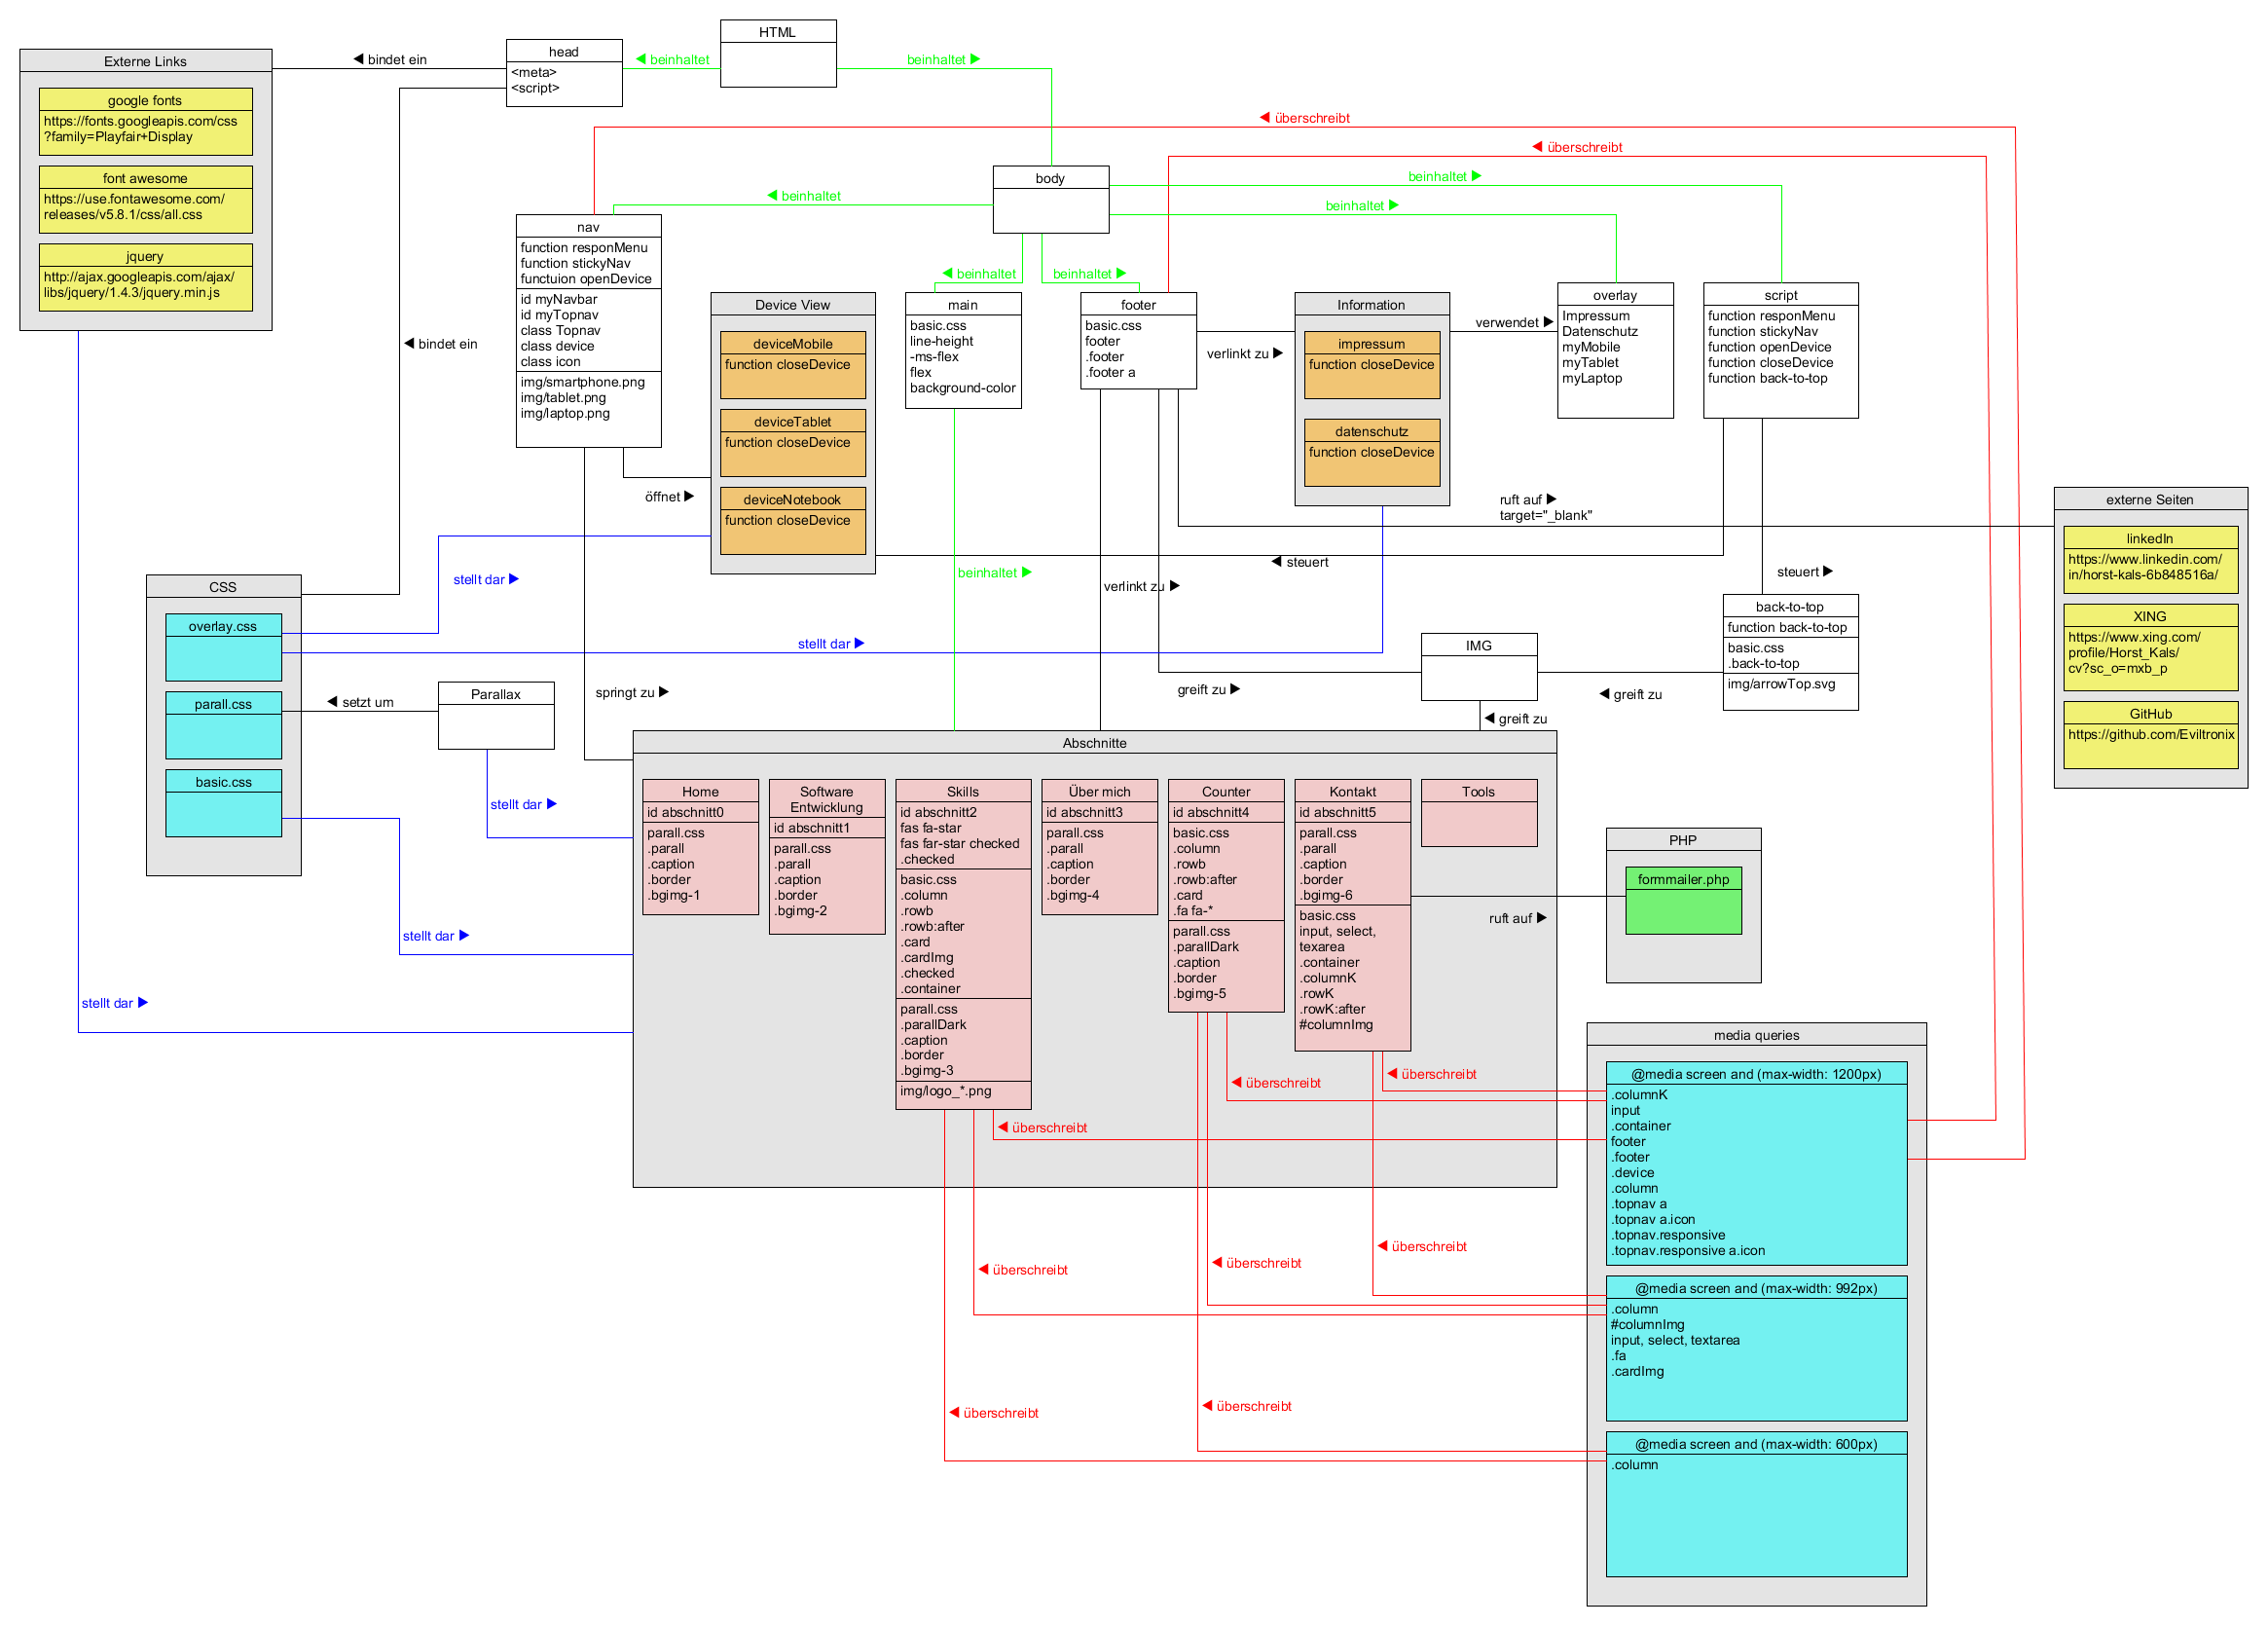 HTML
head
<meta>
<script>
◀ beinhaltet
beinhaltet ▶
◀ bindet ein
Externe Links
google fonts
https://fonts.googleapis.com/css
?family=Playfair+Display
font awesome
https://use.fontawesome.com/
releases/v5.8.1/css/all.css
jquery
http://ajax.googleapis.com/ajax/
libs/jquery/1.4.3/jquery.min.js
◀ überschreibt
◀ überschreibt
body
◀ beinhaltet
beinhaltet ▶
beinhaltet ▶
◀ beinhaltet
beinhaltet ▶
nav
function responMenu
function stickyNav
functuion openDevice
id myNavbar
id myTopnav
class Topnav
class device
class icon
img/smartphone.png
img/tablet.png
img/laptop.png
Device View
deviceMobile
function closeDevice
deviceTablet
function closeDevice
deviceNotebook
function closeDevice
main
basic.css
line-height
-ms-flex
flex
background-color
footer
basic.css
footer
.footer
.footer a
verlinkt zu ▶
Information
impressum
function closeDevice
datenschutz
function closeDevice
verwendet ▶
overlay
Impressum
Datenschutz
myMobile
myTablet
myLaptop
script
function responMenu
function stickyNav
function openDevice
function closeDevice
function back-to-top
◀ bindet ein
öffnet ▶
ruft auf ▶
target="_blank"
externe Seiten
linkedIn
https://www.linkedin.com/
in/horst-kals-6b848516a/
XING
https://www.xing.com/
profile/Horst_Kals/
cv?sc_o=mxb_p
GitHub
https://github.com/Eviltronix
◀ steuert
steuert ▶
beinhaltet ▶
verlinkt zu ▶
stellt dar ▶
stellt dar ▶
CSS
overlay.css
parall.css
basic.css
◀ setzt um
Parallax
springt zu ▶
greift zu ▶
IMG
◀ greift zu
◀ greift zu
back-to-top
function back-to-top
basic.css
.back-to-top
img/arrowTop.svg
stellt dar ▶
stellt dar ▶
stellt dar ▶
Abschnitte
Home
id abschnitt0
parall.css
.parall
.caption
.border
.bgimg-1
Software
Entwicklung
id abschnitt1
parall.css
.parall
.caption
.border
.bgimg-2
Skills
id abschnitt2
fas fa-star
fas far-star checked
.checked
basic.css
.column
.rowb
.rowb:after
.card
.cardImg
.checked
.container
parall.css
.parallDark
.caption
.border
.bgimg-3
img/logo_*.png
Über mich
id abschnitt3
parall.css
.parall
.caption
.border
.bgimg-4
Counter
id abschnitt4
basic.css
.column
.rowb
.rowb:after
.card
.fa fa-*
parall.css
.parallDark
.caption
.border
.bgimg-5
Kontakt
id abschnitt5
parall.css
.parall
.caption
.border
.bgimg-6
basic.css
input, select,
texarea
.container
.columnK
.rowK
.rowK:after
#columnImg
Tools
ruft auf ▶
PHP
formmailer.php
◀ überschreibt
◀ überschreibt
◀ überschreibt
◀ überschreibt
◀ überschreibt
◀ überschreibt
◀ überschreibt
◀ überschreibt
media queries
@media screen and (max-width: 1200px)
.columnK
input
.container
footer
.footer
.device
.column
.topnav a
.topnav a.icon
.topnav.responsive
.topnav.responsive a.icon
@media screen and (max-width: 992px)
.column
#columnImg
input, select, textarea
.fa
.cardImg
@media screen and (max-width: 600px)
.column